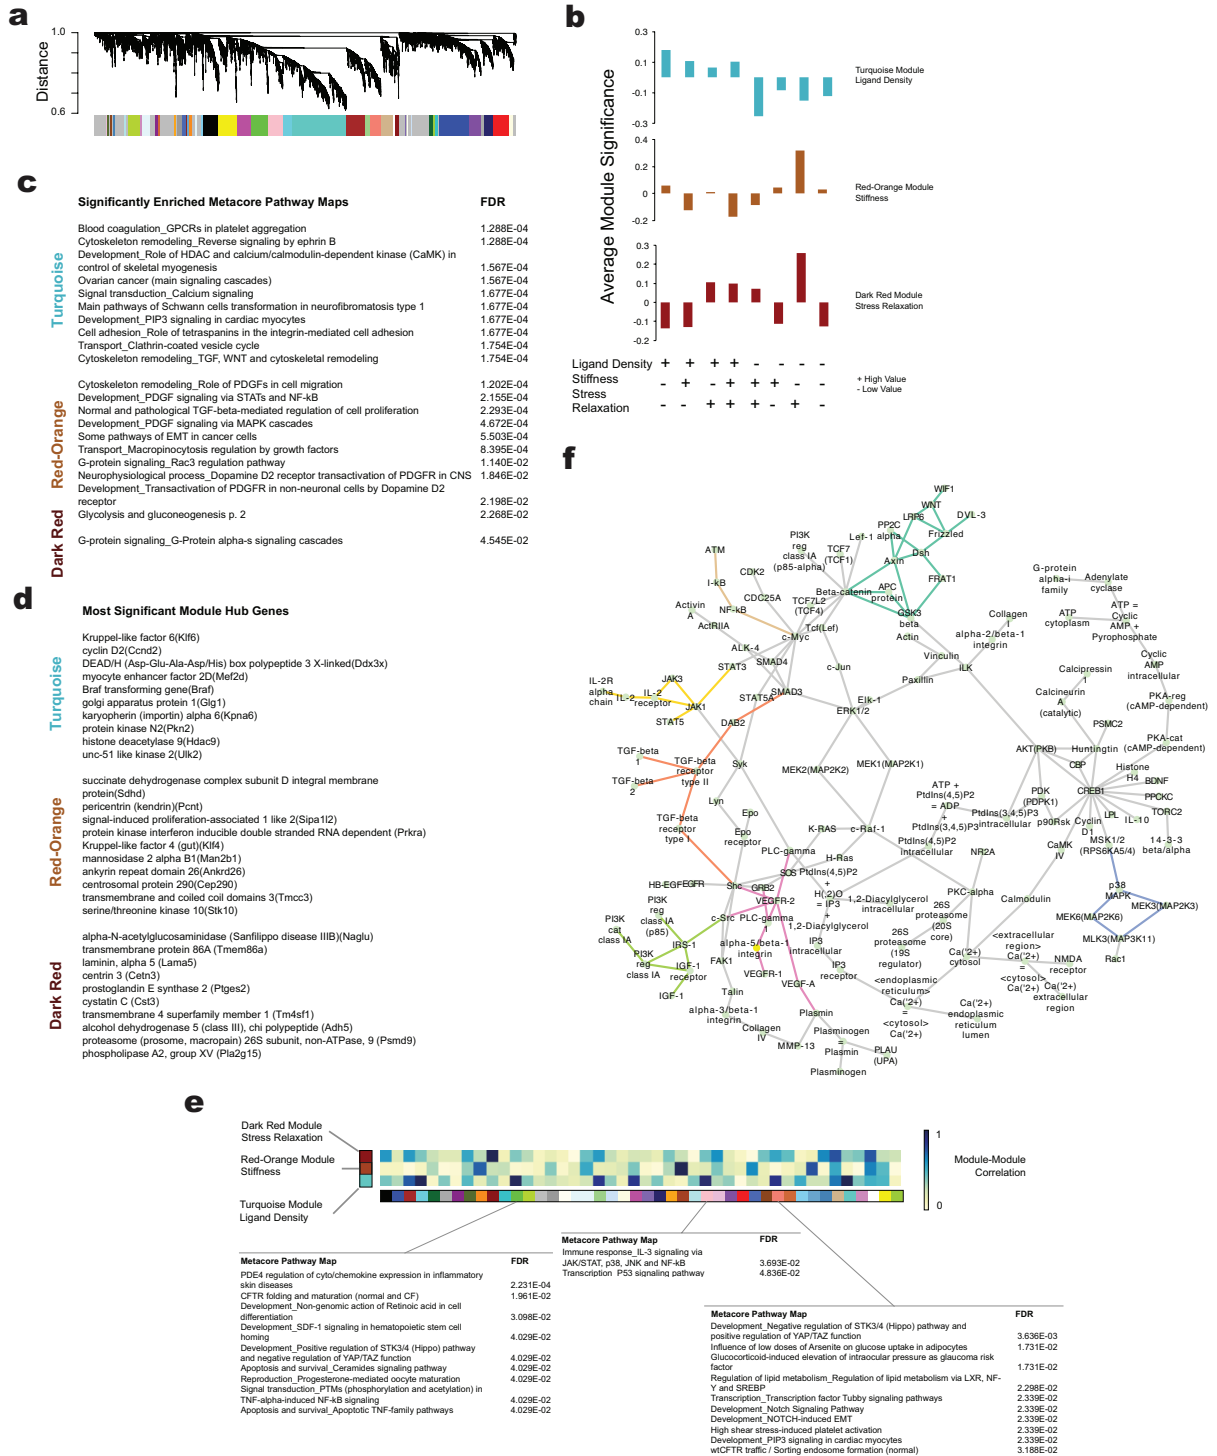 a
1.0
Distance
0.6
b
Average Module Significance
0.3
0.1
-0.1
-0.3
Turquoise Module
Ligand Density
0.4
0.2
0
-0.2
Red-Orange Module
Stiffness
0.3
0.2
0.1
0
-0.1
-0.2
Dark Red Module
Stress Relaxation
Ligand Density + + + + - - - -
Stiffness - + - + + + - -
Stress
Relaxation - - + + + - + -
+ High Value
- Low Value
c
Significantly Enriched Metacore Pathway Maps FDR
Turquoise
Blood coagulation_GPCRs in platelet aggregation 1.288E-04
Cytoskeleton remodeling_Reverse signaling by ephrin B 1.288E-04
Development_Role of HDAC and calcium/calmodulin-dependent kinase (CaMK) in
control of skeletal myogenesis 1.567E-04
Ovarian cancer (main signaling cascades) 1.567E-04
Signal transduction_Calcium signaling 1.677E-04
Main pathways of Schwann cells transformation in neurofibromatosis type 1 1.677E-04
Development_PIP3 signaling in cardiac myocytes 1.677E-04
Cell adhesion_Role of tetraspanins in the integrin-mediated cell adhesion 1.677E-04
Transport_Clathrin-coated vesicle cycle 1.754E-04
Cytoskeleton remodeling_TGF, WNT and cytoskeletal remodeling 1.754E-04
Red-Orange
Cytoskeleton remodeling_Role of PDGFs in cell migration 1.202E-04
Development_PDGF signaling via STATs and NF-kB 2.155E-04
Normal and pathological TGF-beta-mediated regulation of cell proliferation 2.293E-04
Development_PDGF signaling via MAPK cascades 4.672E-04
Some pathways of EMT in cancer cells 5.503E-04
Transport_Macropinocytosis regulation by growth factors 8.395E-04
G-protein signaling_Rac3 regulation pathway 1.140E-02
Neurophysiological process_Dopamine D2 receptor transactivation of PDGFR in CNS 1.846E-02
Development_Transactivation of PDGFR in non-neuronal cells by Dopamine D2
receptor 2.198E-02
Glycolysis and gluconeogenesis p. 2 2.268E-02
Dark Red
G-protein signaling_G-Protein alpha-s signaling cascades 4.545E-02
d
Most Significant Module Hub Genes
Turquoise
Kruppel-like factor 6(Klf6)
cyclin D2(Ccnd2)
DEAD/H (Asp-Glu-Ala-Asp/His) box polypeptide 3 X-linked(Ddx3x)
myocyte enhancer factor 2D(Mef2d)
Braf transforming gene(Braf)
golgi apparatus protein 1(Glg1)
karyopherin (importin) alpha 6(Kpna6)
protein kinase N2(Pkn2)
histone deacetylase 9(Hdac9)
unc-51 like kinase 2(Ulk2)
Red-Orange
succinate dehydrogenase complex subunit D integral membrane
protein(Sdhd)
pericentrin (kendrin)(Pcnt)
signal-induced proliferation-associated 1 like 2(Sipa1l2)
protein kinase interferon inducible double stranded RNA dependent (Prkra)
Kruppel-like factor 4 (gut)(Klf4)
mannosidase 2 alpha B1(Man2b1)
ankyrin repeat domain 26(Ankrd26)
centrosomal protein 290(Cep290)
transmembrane and coiled coil domains 3(Tmcc3)
serine/threonine kinase 10(Stk10)
Dark Red
alpha-N-acetylglucosaminidase (Sanfilippo disease IIIB)(Naglu)
transmembrane protein 86A (Tmem86a)
laminin, alpha 5 (Lama5)
centrin 3 (Cetn3)
prostoglandin E synthase 2 (Ptges2)
cystatin C (Cst3)
transmembrane 4 superfamily member 1 (Tm4sf1)
alcohol dehydrogenase 5 (class III), chi polypeptide (Adh5)
proteasome (prosome, macropain) 26S subunit, non-ATPase, 9 (Psmd9)
phospholipase A2, group XV (Pla2g15)
f
WIF1
WNT
LRP6
DVL-3
Frizzled
PP2C
alpha
Lef-1
PI3K
reg
class IA
(p85-alpha)
TCF7
(TCF1)
Axin
Dsh
FRAT1
ATM
I-kB
CDK2
CDC25A
NF-kB
Activin
A
ActRIIA
TCF7L2
(TCF4)
Beta-catenin
APC
protein
GSK3
beta
Actin
c-Myc
Tcf(Lef)
Collagen
I
alpha-2/beta-1
integrin
G-protein
alpha-i
family
Adenylate
cyclase
ATP
cytoplasm
ATP =
Cyclic
AMP +
Pyrophosphate
Cyclic
AMP
intracellular
ALK-4
SMAD4
STAT3
c-Jun
Vinculin
ILK
Paxillin
Calcipressin
1
Calcineurin
A
(catalytic)
PKA-reg
(cAMP-dependent)
IL-2R
alpha
chain
IL-2
IL-2
receptor
JAK3
JAK1
STAT5
STAT5A
SMAD3
DAB2
Elk-1
ERK1/2
PSMC2
PKA-cat
(cAMP-dependent)
AKT(PKB)
Huntingtin
CBP
Histone
H4
CREB1
BDNF
PPCKC
TORC2
TGF-beta
1
TGF-beta
2
TGF-beta
receptor
type II
Syk
Lyn
MEK2(MAP2K2)
MEK1(MAP2K1)
ATP +
PtdIns(4,5)P2
= ADP
+
PtdIns(3,4,5)P3
PtdIns(3,4,5)P3
intracellular
PDK
(PDPK1)
p90Rsk
Cyclin
D1
LPL
IL-10
TGF-beta
receptor
type I
Epo
Epo
receptor
K-RAS
c-Raf-1
PtdIns(4,5)P2
intracellular
NR2A
CaMK
IV
MSK1/2
(RPS6KA5/4)
14-3-3
beta/alpha
PLC-gamma
H-Ras
SOS
PtdIns(4,5)P2
+
H(,2)O
= IP3
+
1,2-Diacylglycerol
HB-EGF
EGFR
Shc
GRB2
VEGFR-2
1,2-Diacylglycerol
intracellular
PKC-alpha
Calmodulin
p38
MAPK
MEK3(MAP2K3)
MEK6(MAP2K6)
MLK3(MAP3K11)
Rac1
PI3K
reg
class IA
(p85)
PI3K
cat
class IA
c-Src
PLC-gamma
1
26S
proteasome
(20S
core)
26S
proteasome
(19S
regulator)
PI3K
reg
class IA
IRS-1
IGF-1
receptor
IGF-1
FAK1
alpha-5/beta-1
integrin
VEGFR-1
VEGF-A
IP3
intracellular
IP3
receptor
Ca('2+)
cytosol
<extracellular
region>
Ca('2+)
=
<cytosol>
Ca('2+)
NMDA
receptor
Ca('2+)
extracellular
region
Talin
alpha-3/beta-1
integrin
<endoplasmic
reticulum>
Ca('2+)
=
<cytosol>
Ca('2+)
Ca('2+)
endoplasmic
reticulum
lumen
Plasmin
Collagen
IV
MMP-13
Plasminogen
=
Plasmin
PLAU
(UPA)
Plasminogen
e
Dark Red Module
Stress Relaxation
Red-Orange Module
Stiffness
Turquoise Module
Ligand Density
1
0
Module-Module
Correlation
Metacore Pathway Map FDR
PDE4 regulation of cyto/chemokine expression in inflammatory
skin diseases 2.231E-04
CFTR folding and maturation (normal and CF) 1.961E-02
Development_Non-genomic action of Retinoic acid in cell
differentiation 3.098E-02
Development_SDF-1 signaling in hematopoietic stem cell
homing 4.029E-02
Development_Positive regulation of STK3/4 (Hippo) pathway
and negative regulation of YAP/TAZ function 4.029E-02
Apoptosis and survival_Ceramides signaling pathway 4.029E-02
Reproduction_Progesterone-mediated oocyte maturation 4.029E-02
Signal transduction_PTMs (phosphorylation and acetylation) in
TNF-alpha-induced NF-kB signaling 4.029E-02
Apoptosis and survival_Apoptotic TNF-family pathways 4.029E-02
Metacore Pathway Map FDR
Immune response_IL-3 signaling via
JAK/STAT, p38, JNK and NF-kB 3.693E-02
Transcription_P53 signaling pathway 4.836E-02
Metacore Pathway Map FDR
Development_Negative regulation of STK3/4 (Hippo) pathway and
positive regulation of YAP/TAZ function 3.636E-03
Influence of low doses of Arsenite on glucose uptake in adipocytes 1.731E-02
Glucocorticoid-induced elevation of intraocular pressure as glaucoma risk
factor 1.731E-02
Regulation of lipid metabolism_Regulation of lipid metabolism via LXR, NF-
Y and SREBP 2.298E-02
Transcription_Transcription factor Tubby signaling pathways 2.339E-02
Development_Notch Signaling Pathway 2.339E-02
Development_NOTCH-induced EMT 2.339E-02
High shear stress-induced platelet activation 2.339E-02
Development_PIP3 signaling in cardiac myocytes 2.339E-02
wtCFTR traffic / Sorting endosome formation (normal) 3.188E-02